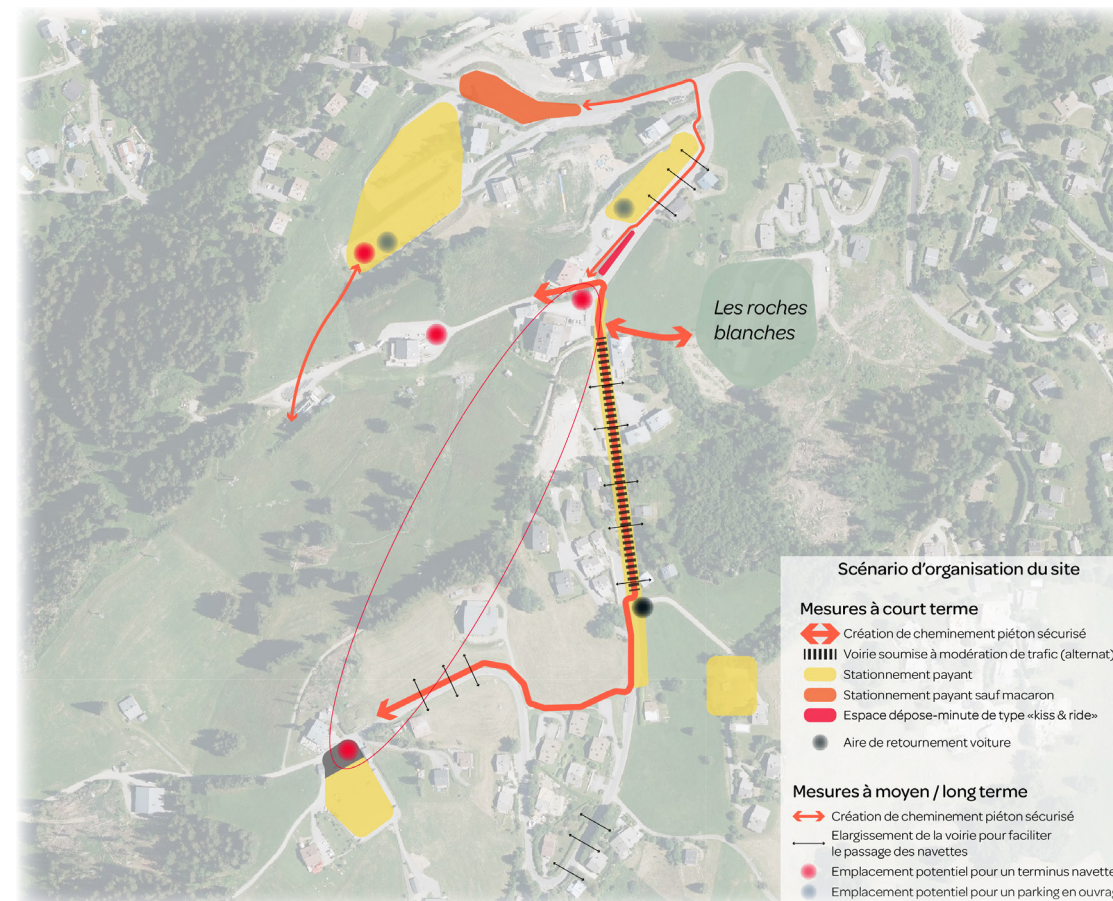 Les roches
blanches
Scénario d'organisation du site
Mesures à court terme
Création de cheminement piéton sécurisé
Voirie soumise à modération de trafic (alternat)
Stationnement payant
Stationnement payant sauf macaron
Espace dépose-minute de type «kiss & ride»
Aire de retournement voiture
Mesures à moyen / long terme
Création de cheminement piéton sécurisé
Elargissement de la voirie pour faciliter
le passage des navettes
Emplacement potentiel pour un terminus navette
Emplacement potentiel pour un parking en ouvrag